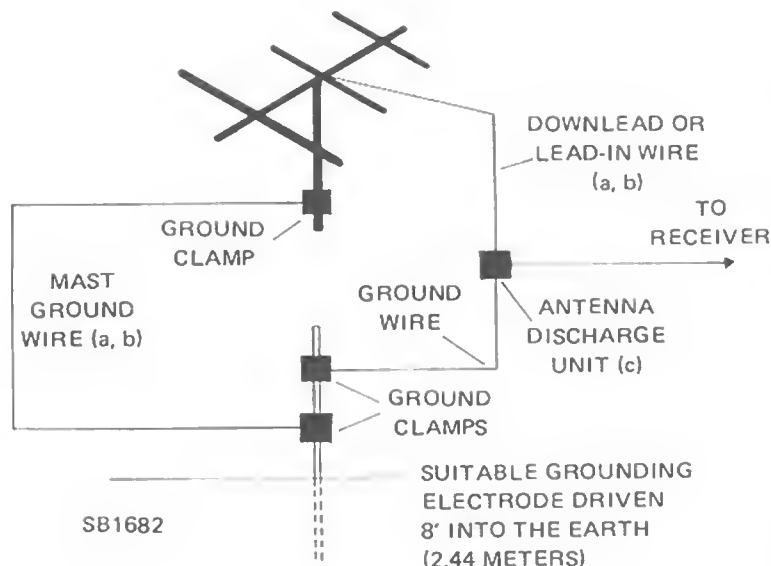 DOWNLEAD OR
LEAD-IN WIRE
(a, b)
TO
RECEIVER
GROUND
CLAMP
MAST
GROUND
WIRE (a, b)
GROUND
WIRE
ANTENNA
DISCHARGE
UNIT (c)
GROUND
CLAMPS
SUITABLE GROUNDING
ELECTRODE DRIVEN
8' INTO THE EARTH
(2.44 METERS)
SB1682